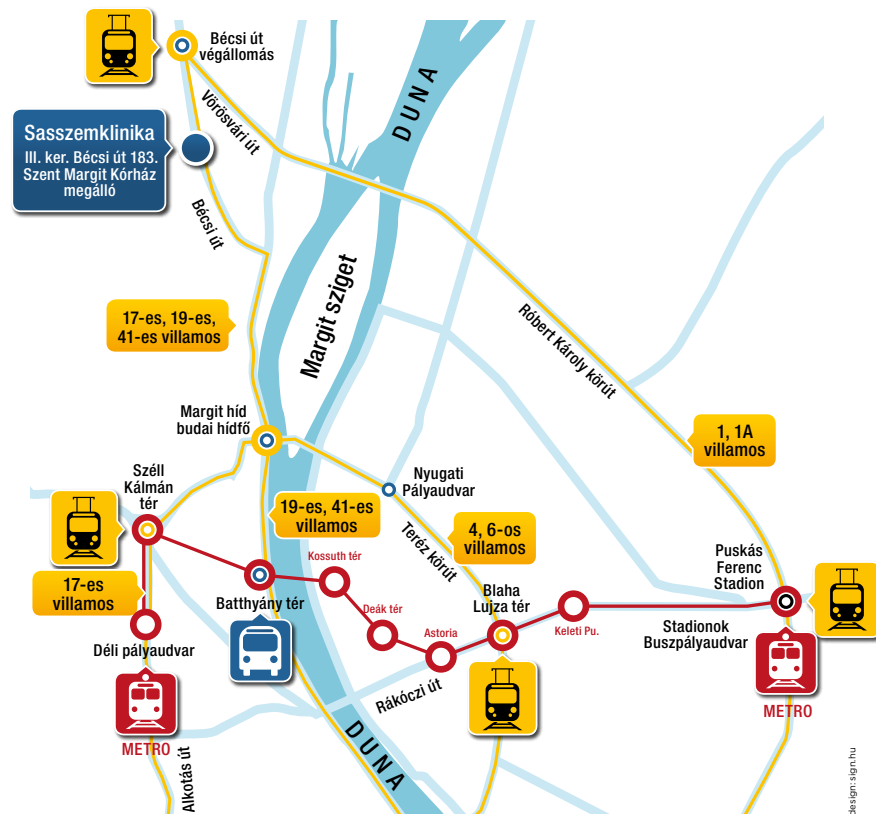 Bécsi út
végállomás
DUNA
Vörösvári út
Sasszemklinika
III. ker. Bécsi út 183.
Szent Margit Kórház
megálló
Bécsi út
Margit sziget
17-es, 19-es,
41-es villamos
Róbert Károly körút
Margit híd
budai hídfő
1, 1A
villamos
Széll
Kálmán
tér
Nyugati
Pályaudvar
19-es, 41-es
villamos
4, 6-os
villamos
Teréz körút
Kossuth tér
Puskás
Ferenc
Stadion
17-es
villamos
Batthyány tér
Blaha
Lujza tér
Deák tér
Astoria
Keleti Pu.
Stadionok
Buszpályaudvar
Déli pályaudvar
Rákóczi út
METRO
METRO
DUNA
Alkotás út
design: sign.hu